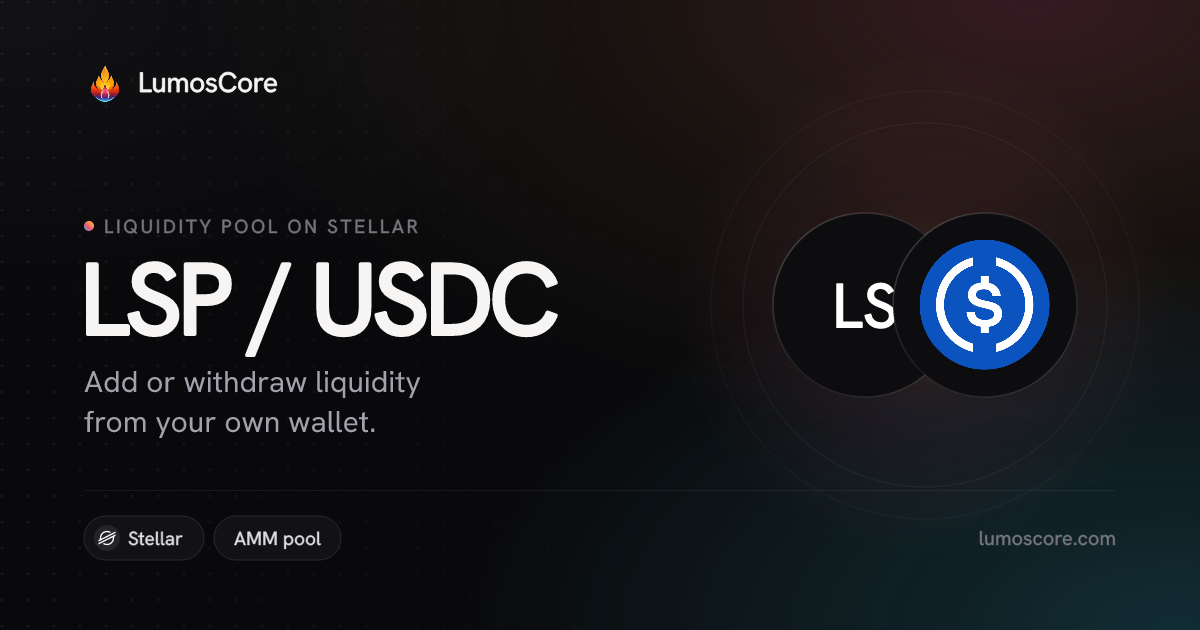 LumosCore
LIQUIDITY POOL ON STELLAR
LSP / USDC
LS
$
Add or withdraw liquidity
from your own wallet.
Stellar
AMM pool
lumoscore.com